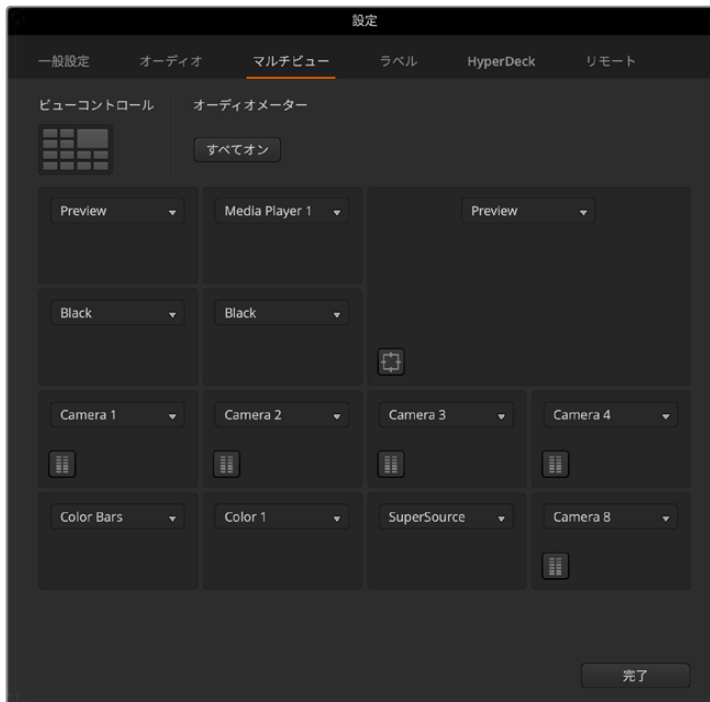 設定
一般設定 オーディオ マルチビュー ラベル HyperDeck リモート
ビューコントロール オーディオメーター
すべてオン
Preview Media Player 1 Preview
Black Black
Camera 1 Camera 2 Camera 3 Camera 4
Color Bars Color 1 SuperSource Camera 8
完了